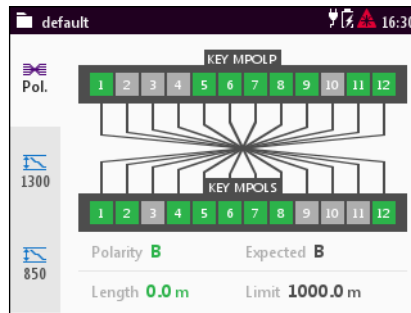 default 16:30
KEY MPOLP
Pol.
1 2 3 4 5 6 7 8 9 10 11 12
1300
KEY MPOLS
1 2 3 4 5 6 7 8 9 10 11 12
850
Polarity B Expected B
Length 0.0 m Limit 1000.0 m